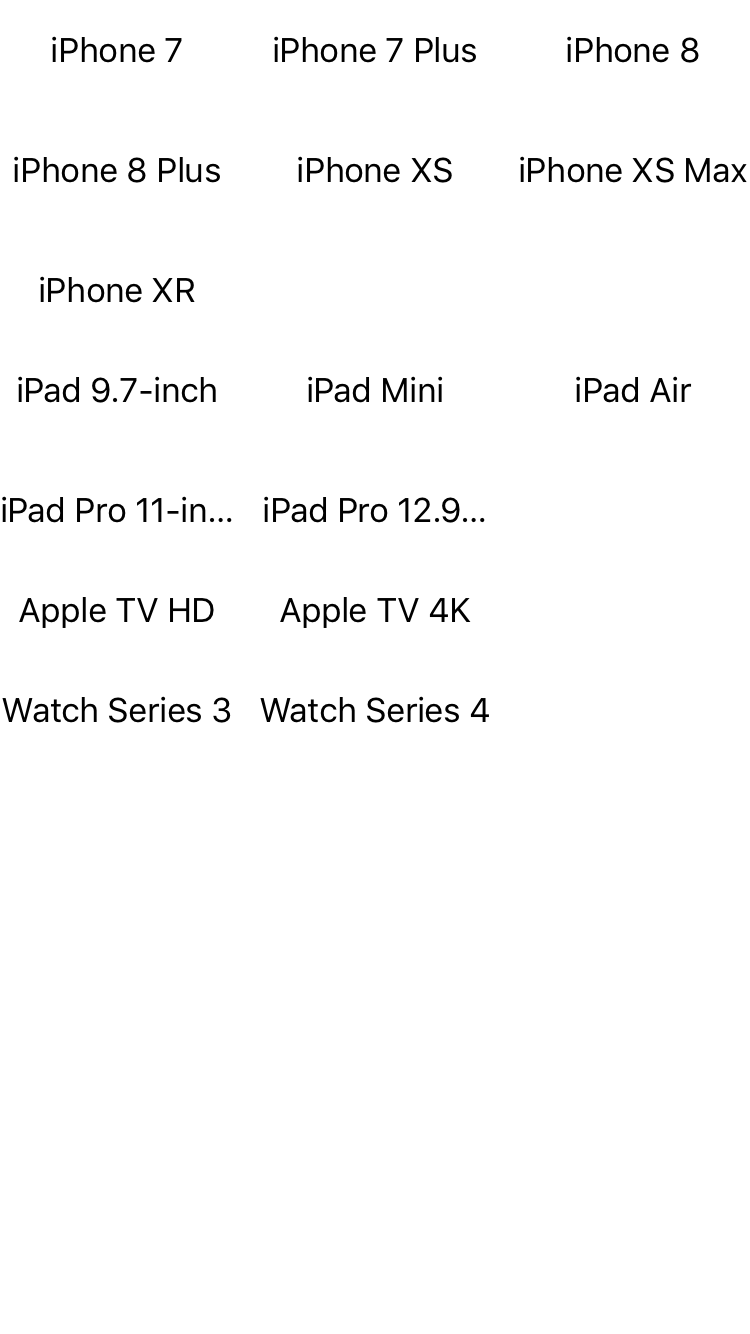 iPhone 7 iPhone 7 Plus iPhone 8
iPhone 8 Plus iPhone XS iPhone XS Max
iPhone XR
iPad 9.7-inch iPad Mini iPad Air
iPad Pro 11-in... iPad Pro 12.9...
Apple TV HD Apple TV 4K
Watch Series 3 Watch Series 4